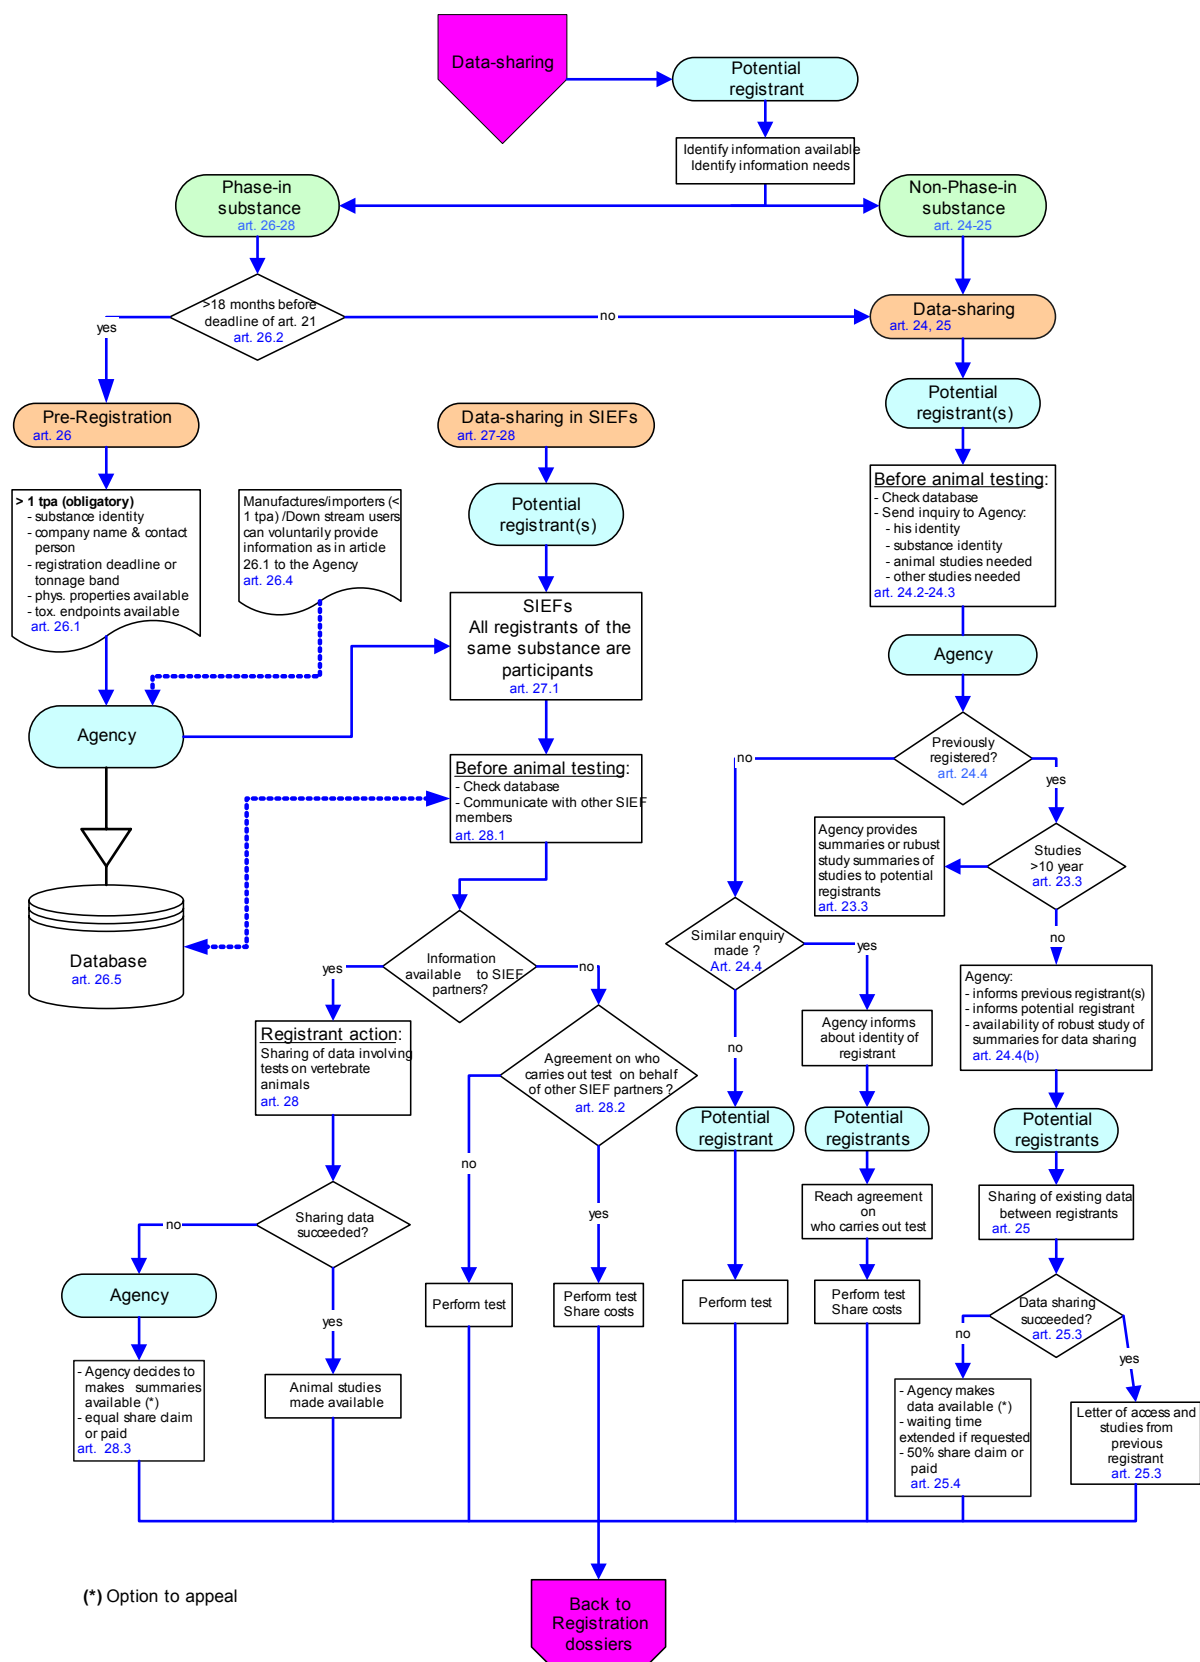 Data-sharing
Potential
registrant
Identify information available
Identify information needs
Phase-in
substance
art. 26-28
Non-Phase-in
substance
art. 24-25
>18 months before
deadline of art. 21
art. 26.2
yes
no
Data-sharing
art. 24, 25
Pre-Registration
art. 26
Data-sharing in SIEFs
art. 27-28
Potential
registrant(s)
> 1 tpa (obligatory)
- substance identity
- company name & contact
person
- registration deadline or
tonnage band
- phys. properties available
- tox. endpoints available
art. 26.1
Manufactures/importers (<
1 tpa) /Down stream users
can voluntarily provide
information as in article
26.1 to the Agency
art. 26.4
Potential
registrant(s)
Before animal testing:
- Check database
- Send inquiry to Agency:
- his identity
- substance identity
- animal studies needed
- other studies needed
art. 24.2-24.3
SIEFs
All registrants of the
same substance are
participants
art. 27.1
Agency
Agency
Previously
registered?
art. 24.4
no
yes
Before animal testing:
- Check database
- Communicate with other SIEF
members
art. 28.1
Agency provides
summaries or rubust
study summaries of
studies to potential
registrants
art. 23.3
Studies
>10 year
art. 23.3
no
Database
art. 26.5
Information
available to SIEF
partners?
yes
no
Similar enquiry
made ?
Art. 24.4
yes
no
Agency:
- informs previous registrant(s)
- informs potential registrant
- availability of robust study of
summaries for data sharing
art. 24.4(b)
Registrant action:
Sharing of data involving
tests on vertebrate
animals
art. 28
Agreement on who
carries out test on behalf
of other SIEF partners ?
art. 28.2
no
yes
Agency informs
about identity of
registrant
Potential
registrant
Potential
registrants
Potential
registrants
Reach agreement
on
who carries out test
Sharing of existing data
between registrants
art. 25
Sharing data
succeeded?
no
yes
Agency
Perform test
Perform test
Share costs
Perform test
Perform test
Share costs
Data sharing
succeeded?
art. 25.3
no
yes
- Agency decides to
makes summaries
available (*)
- equal share claim
or paid
art. 28.3
Animal studies
made available
- Agency makes
data available (*)
- waiting time
extended if requested
- 50% share claim or
paid
art. 25.4
Letter of access and
studies from
previous
registrant
art. 25.3
(*) Option to appeal
Back to
Registration
dossiers